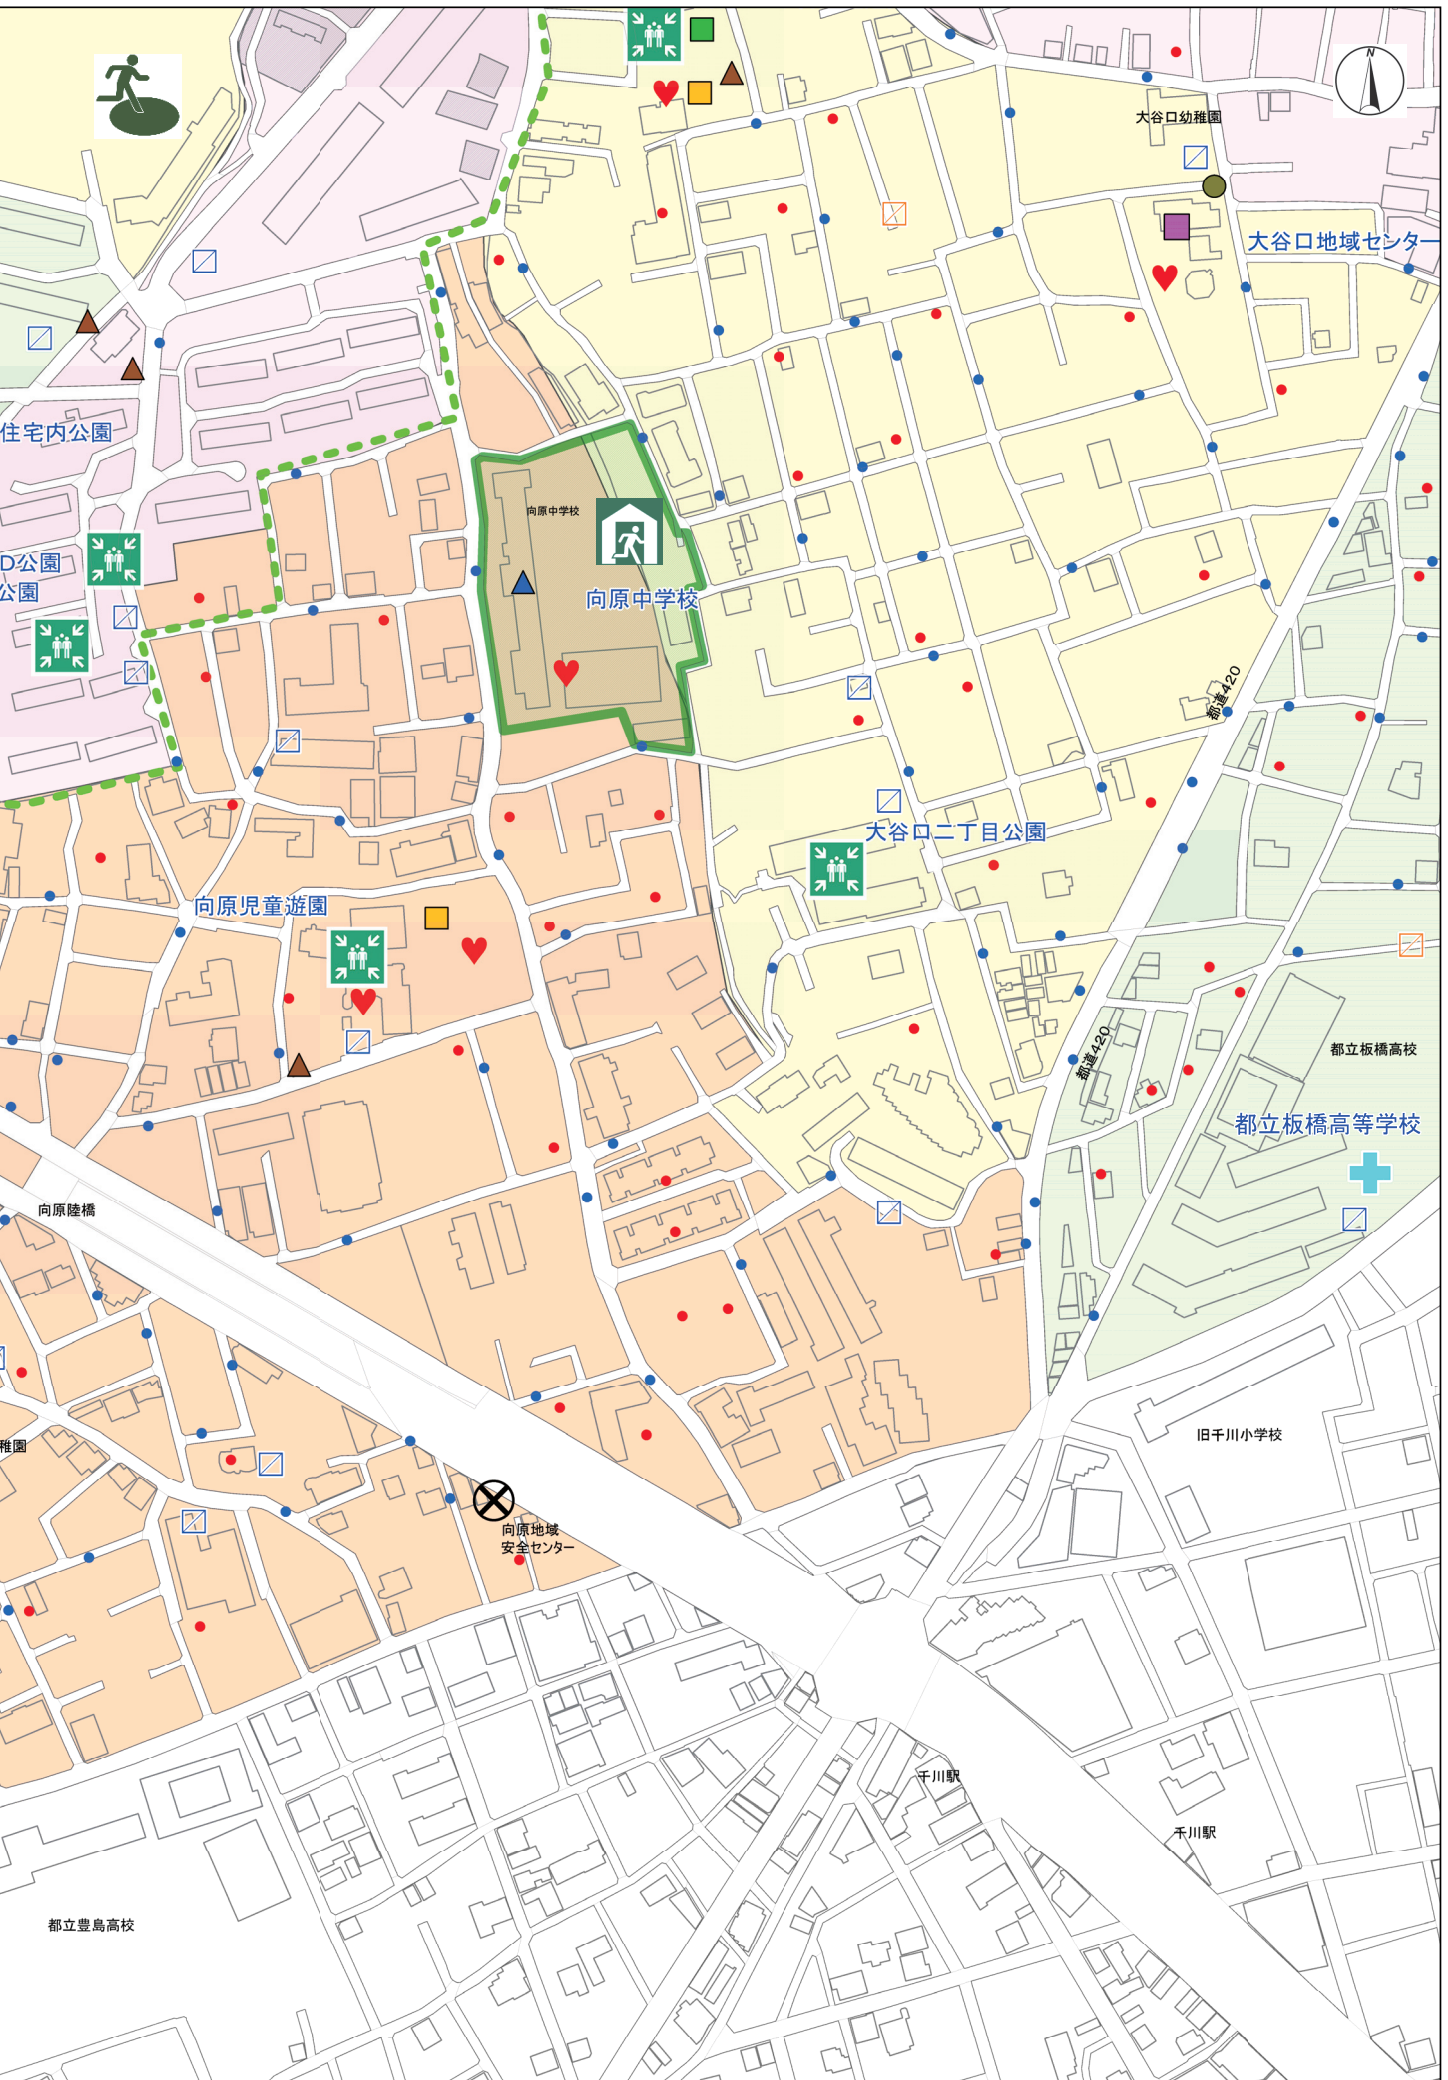 N
大谷口幼稚園
大谷口地域センター
住宅内公園
向原中学校
D公園
公園
向原中学校
都道420
大谷口二丁目公園
向原児童遊園
都道420
都立板橋高校
都立板橋高等学校
向原陸橋
旧千川小学校
稚園
向原地域
安全センター
千川駅
千川駅
都立豊島高校